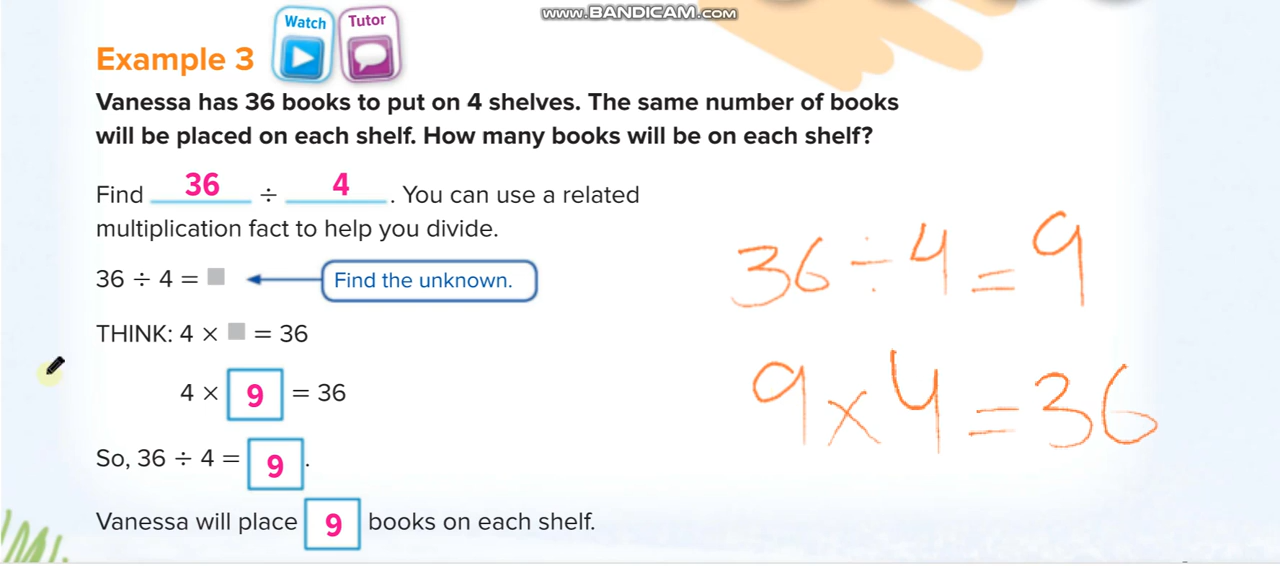 www.BANDICAM.com
Watch
Tutor
Example 3
Vanessa has 36 books to put on 4 shelves. The same number of books
will be placed on each shelf. How many books will be on each shelf?
Find 36 ÷ 4 . You can use a related
multiplication fact to help you divide.
36 ÷ 4 = ■
Find the unknown.
THINK: 4 × ■ = 36
4 × 9 = 36
So, 36 ÷ 4 = 9 .
Vanessa will place 9 books on each shelf.
36 ÷ 4 = 9
9 x 4 = 36